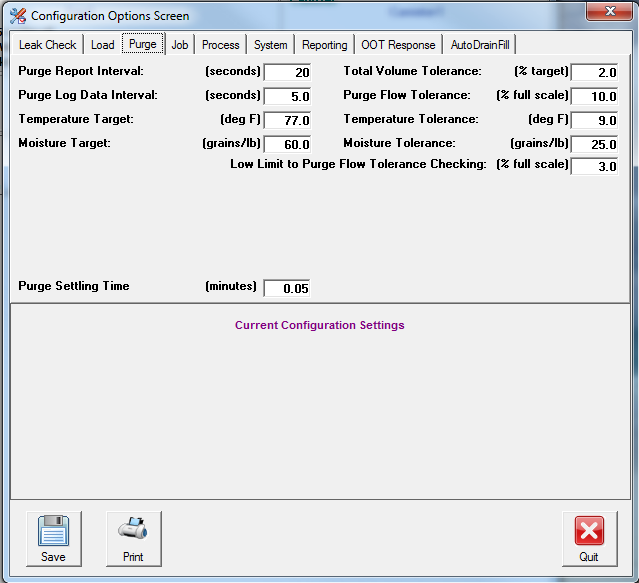 Configuration Options Screen
Leak Check Load Purge Job Process System Reporting OOT Response AutoDrainFill
Purge Report Interval: (seconds) 20 Total Volume Tolerance: (% target) 2.0
Purge Log Data Interval: (seconds) 5.0 Purge Flow Tolerance: (% full scale) 10.0
Temperature Target: (deg F) 77.0 Temperature Tolerance: (deg F) 9.0
Moisture Target: (grains/lb) 60.0 Moisture Tolerance: (grains/lb) 25.0
Low Limit to Purge Flow Tolerance Checking: (% full scale) 3.0
Purge Settling Time (minutes) 0.05
Current Configuration Settings
Save Print Quit